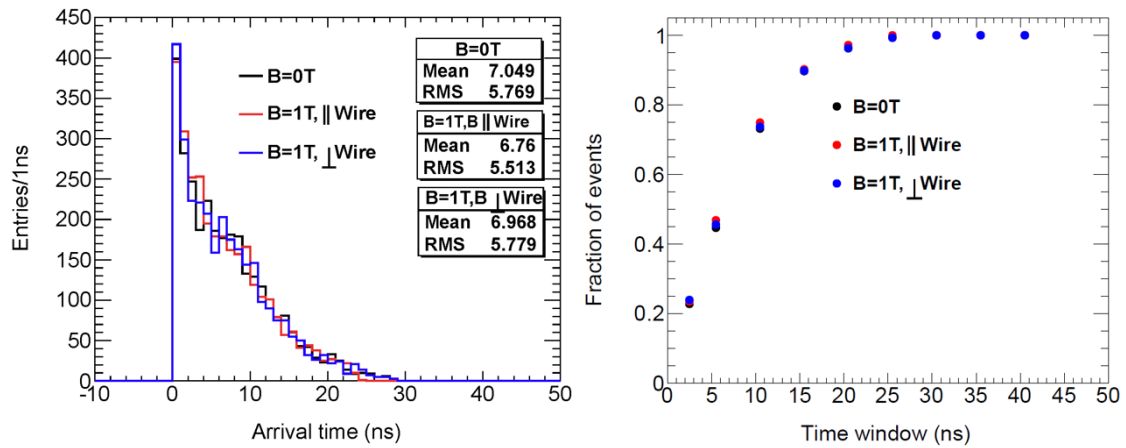 450
400
350
300
250
200
150
100
50
0
-10 0 10 20 30 40 50
Entries/1ns
Arrival time (ns)
B=0T
B=1T, || Wire
B=1T, ⊥ Wire
B=0T
Mean 7.049
RMS 5.769
B=1T,B || Wire
Mean 6.76
RMS 5.513
B=1T,B ⊥ Wire
Mean 6.968
RMS 5.779
1
0.8
0.6
0.4
0.2
0
0 5 10 15 20 25 30 35 40 45 50
Fraction of events
Time window (ns)
B=0T
B=1T, || Wire
B=1T, ⊥ Wire